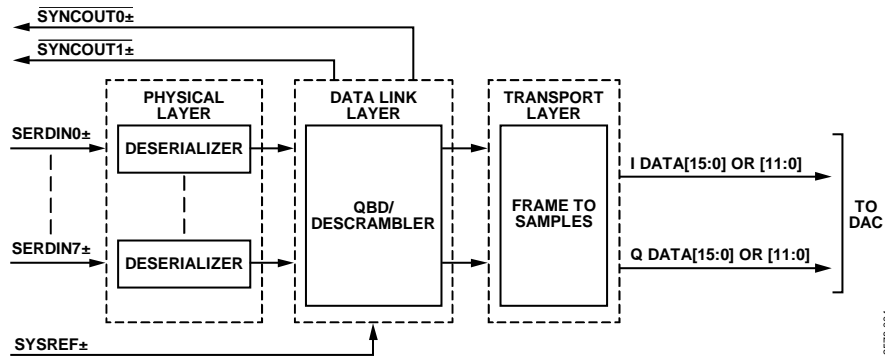 SYNCOUT0±
SYNCOUT1±
PHYSICAL
LAYER
DATA LINK
LAYER
TRANSPORT
LAYER
SERDIN0±
DESERIALIZER
QBD/
DESCRAMBLER
FRAME TO
SAMPLES
I DATA[15:0] OR [11:0]
TO
DAC
SERDIN7±
DESERIALIZER
Q DATA[15:0] OR [11:0]
SYSREF±